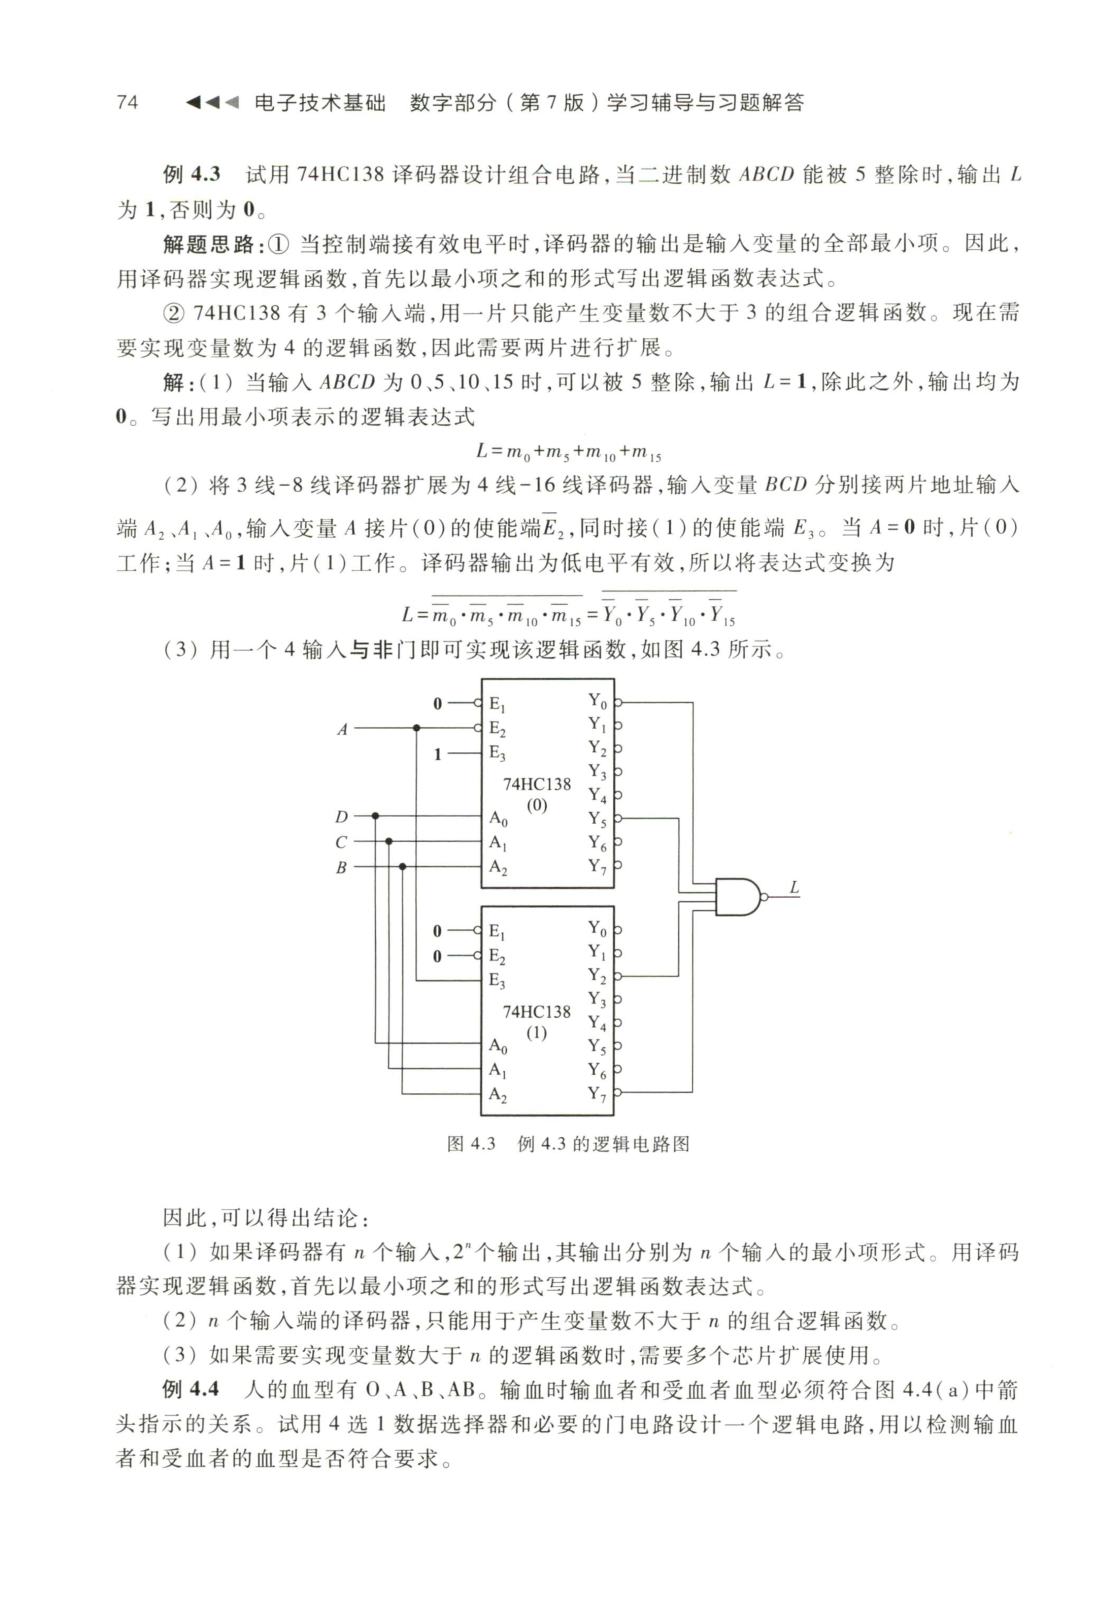 74 ◀◀◀ 电子技术基础 数字部分(第7版)学习辅导与习题解答
例 4.3 试用 74HC138 译码器设计组合电路,当二进制数 ABCD 能被 5 整除时,输出 L
为 1,否则为 0。
解题思路:① 当控制端接有效电平时,译码器的输出是输入变量的全部最小项。因此,
用译码器实现逻辑函数,首先以最小项之和的形式写出逻辑函数表达式。
② 74HC138 有 3 个输入端,用一片只能产生变量数不大于 3 的组合逻辑函数。现在需
要实现变量数为 4 的逻辑函数,因此需要两片进行扩展。
解:(1) 当输入 ABCD 为 0、5、10、15 时,可以被 5 整除,输出 L=1,除此之外,输出均为
0。写出用最小项表示的逻辑表达式
L=m₀+m₅+m₁₀+m₁₅
(2) 将 3 线-8 线译码器扩展为 4 线-16 线译码器,输入变量 BCD 分别接两片地址输入
端 A₂、A₁、A₀,输入变量 A 接片(0)的使能端E̅₂,同时接(1)的使能端 E₃。当 A=0 时,片(0)
工作;当 A=1 时,片(1)工作。译码器输出为低电平有效,所以将表达式变换为
L=\overline{m̅₀·m̅₅·m̅₁₀·m̅₁₅}=\overline{Y̅₀·Y̅₅·Y̅₁₀·Y̅₁₅}
(3) 用一个 4 输入与非门即可实现该逻辑函数,如图 4.3 所示。
0 E₁ Y₀
A E₂ Y₁
1 E₃ Y₂
Y₃
74HC138
Y₄
(0)
D A₀ Y₅
C A₁ Y₆
B A₂ Y₇
L
0 E₁ Y₀
0 E₂ Y₁
E₃ Y₂
Y₃
74HC138
Y₄
(1)
A₀ Y₅
A₁ Y₆
A₂ Y₇
图 4.3 例 4.3 的逻辑电路图
因此,可以得出结论:
(1) 如果译码器有 n 个输入,2ⁿ个输出,其输出分别为 n 个输入的最小项形式。用译码
器实现逻辑函数,首先以最小项之和的形式写出逻辑函数表达式。
(2) n 个输入端的译码器,只能用于产生变量数不大于 n 的组合逻辑函数。
(3) 如果需要实现变量数大于 n 的逻辑函数时,需要多个芯片扩展使用。
例 4.4 人的血型有 O、A、B、AB。输血时输血者和受血者血型必须符合图 4.4(a)中箭
头指示的关系。试用 4 选 1 数据选择器和必要的门电路设计一个逻辑电路,用以检测输血
者和受血者的血型是否符合要求。